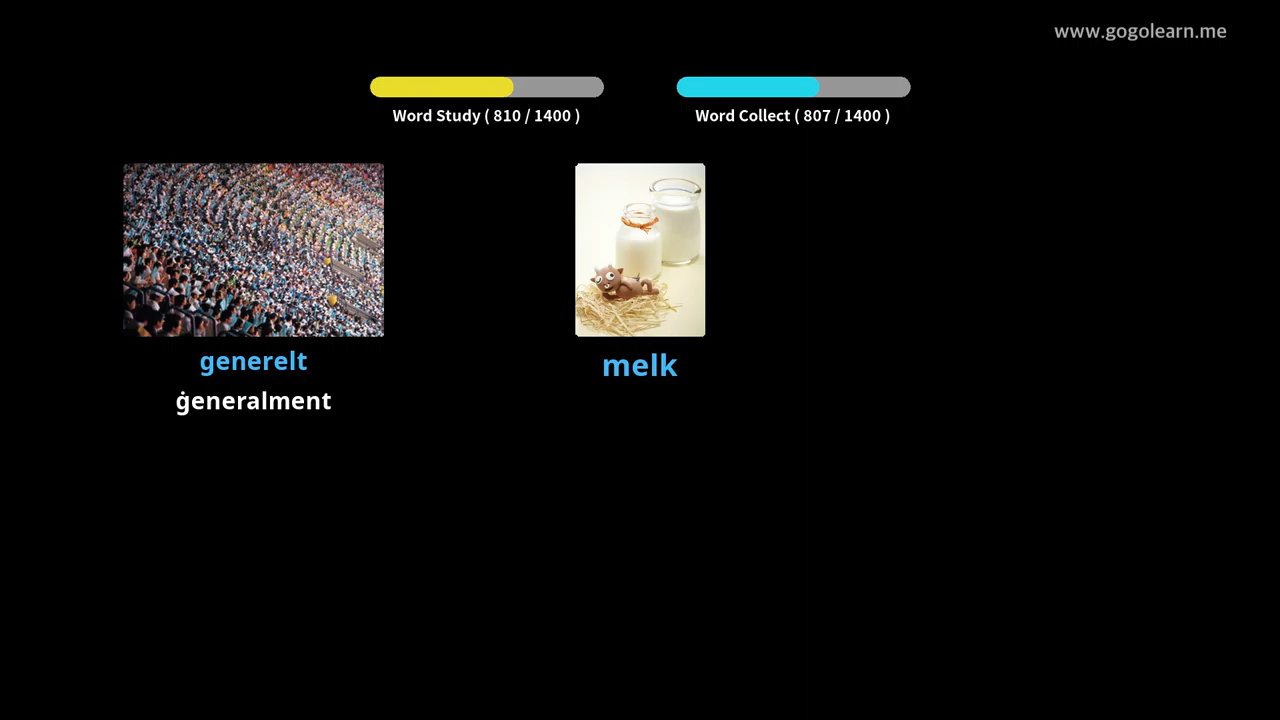 www.gogolearn.me
Word Study ( 810 / 1400 )
Word Collect ( 807 / 1400 )
generelt
ġeneralment
melk